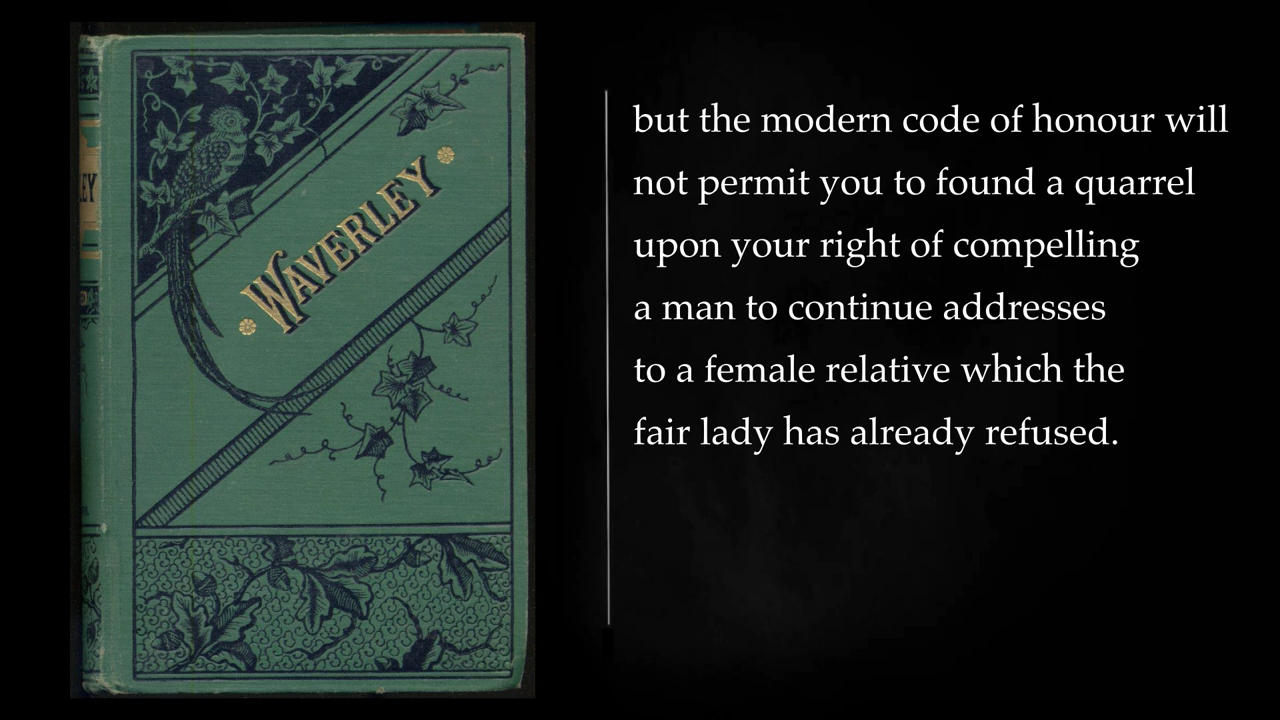 WAVERLEY
EY
but the modern code of honour will
not permit you to found a quarrel
upon your right of compelling
a man to continue addresses
to a female relative which the
fair lady has already refused.